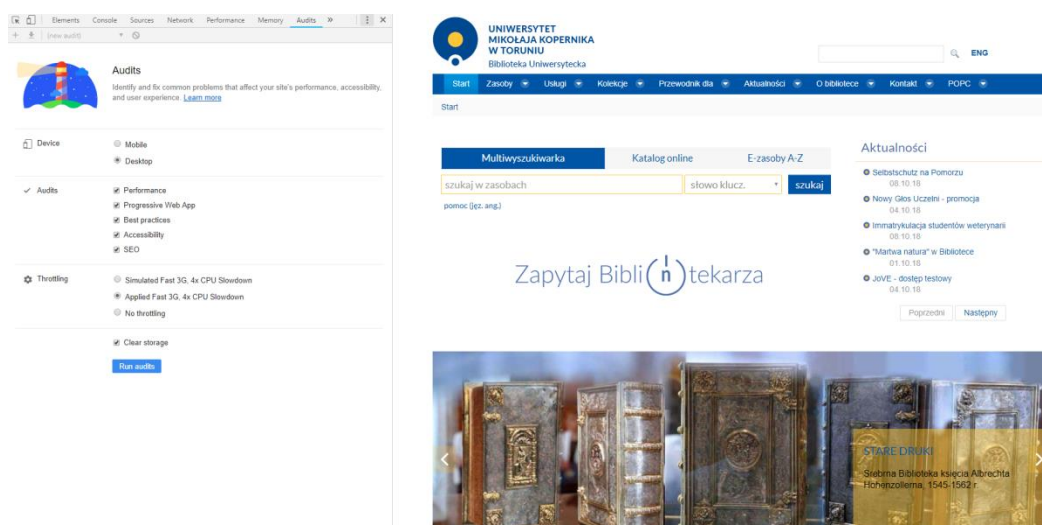 Elements Console Sources Network Performance Memory Audits »
(new audit)
Audits
Identify and fix common problems that affect your site's performance, accessibility,
and user experience. Learn more
Device
Mobile
Desktop
Audits
Performance
Progressive Web App
Best practices
Accessibility
SEO
Throttling
Simulated Fast 3G, 4x CPU Slowdown
Applied Fast 3G, 4x CPU Slowdown
No throttling
Clear storage
Run audits
UNIWERSYTET
MIKOŁAJA KOPERNIKA
W TORUNIU
Biblioteka Uniwersytecka
ENG
Start Zasoby Usługi Kolekcje Przewodnik dla Aktualności O bibliotece Kontakt POPC
Start
Multiwyszukiwarka Katalog online E-zasoby A-Z
szukaj w zasobach słowo klucz. szukaj
pomoc (jęz. ang.)
Zapytaj Bibli(n)tekarza
Aktualności
Selbstschutz na Pomorzu
08.10.18
Nowy Głos Uczelni - promocja
04.10.18
Immatrykulacja studentów weterynarii
08.10.18
"Martwa natura" w Bibliotece
01.10.18
JoVE - dostęp testowy
04.10.18
Poprzedni Następny
STARE DRUKI
Srebrna Biblioteka księcia Albrechta
Hohenzollerna, 1545-1562 r.